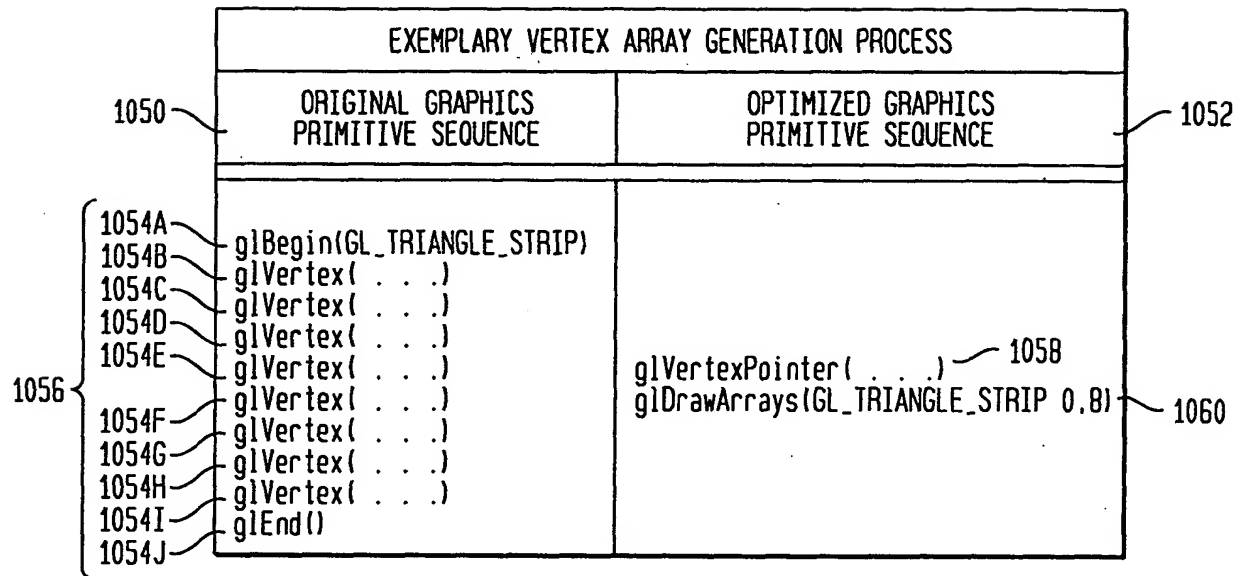 EXEMPLARY VERTEX ARRAY GENERATION PROCESS
1050
ORIGINAL GRAPHICS
PRIMITIVE SEQUENCE
OPTIMIZED GRAPHICS
PRIMITIVE SEQUENCE
1052
1056
1054A
glBegin(GL_TRIANGLE_STRIP)
1054B
glVertex( . . .)
1054C
glVertex( . . .)
1054D
glVertex( . . .)
1054E
glVertex( . . .)
1054F
glVertex( . . .)
1054G
glVertex( . . .)
1054H
glVertex( . . .)
1054I
glVertex( . . .)
1054J
glEnd()
glVertexPointer( . . .)
1058
glDrawArrays(GL_TRIANGLE_STRIP 0,8)
1060